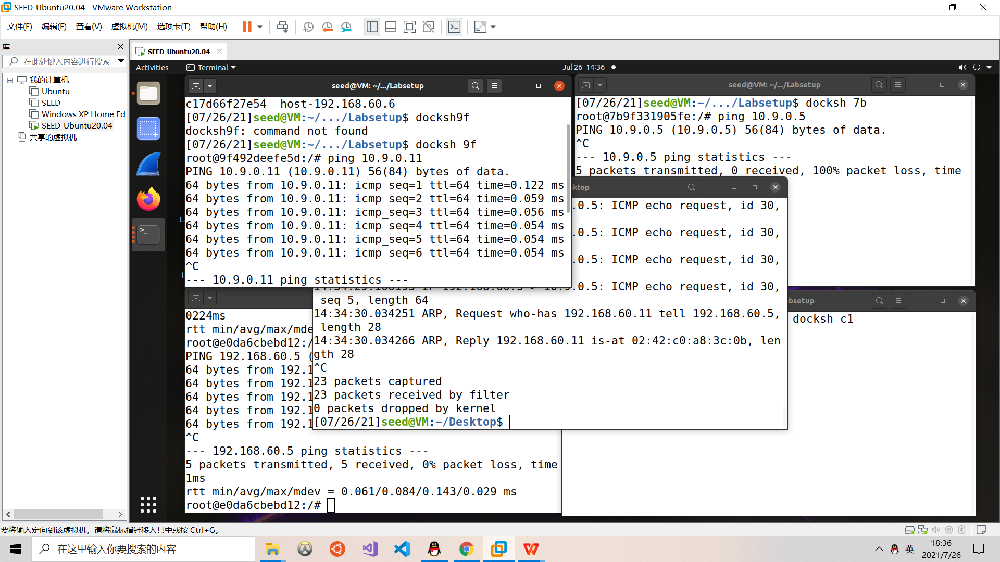 SEED-Ubuntu20.04 - VMware Workstation
文件(F) 编辑(E) 查看(V) 虚拟机(M) 选项卡(T) 帮助(H)
库
在此处键入内容进行搜索
我的计算机
Ubuntu
SEED
Windows XP Home Ed
SEED-Ubuntu20.04
共享的虚拟机
SEED-Ubuntu20.04
Activities Terminal Jul 26 14:36
seed@VM: ~/.../Labsetup
c17d66f27e54 host-192.168.60.6
[07/26/21]seed@VM:~/.../Labsetup$ docksh9f
docksh9f: command not found
[07/26/21]seed@VM:~/.../Labsetup$ docksh 9f
root@9f492deefe5d:/# ping 10.9.0.11
PING 10.9.0.11 (10.9.0.11) 56(84) bytes of data.
64 bytes from 10.9.0.11: icmp_seq=1 ttl=64 time=0.122 ms
64 bytes from 10.9.0.11: icmp_seq=2 ttl=64 time=0.059 ms
64 bytes from 10.9.0.11: icmp_seq=3 ttl=64 time=0.056 ms
64 bytes from 10.9.0.11: icmp_seq=4 ttl=64 time=0.054 ms
64 bytes from 10.9.0.11: icmp_seq=5 ttl=64 time=0.054 ms
64 bytes from 10.9.0.11: icmp_seq=6 ttl=64 time=0.054 ms
^C
--- 10.9.0.11 ping statistics ---
seed@VM: ~/.../Labsetup
[07/26/21]seed@VM:~/.../Labsetup$ docksh 7b
root@7b9f331905fe:/# ping 10.9.0.5
PING 10.9.0.5 (10.9.0.5) 56(84) bytes of data.
^C
--- 10.9.0.5 ping statistics ---
5 packets transmitted, 0 received, 100% packet loss, time
sktop
.0.5: ICMP echo request, id 30,
.0.5: ICMP echo request, id 30,
.0.5: ICMP echo request, id 30,
14:34:29.106193 IP 192.168.60.5 > 10.9.0.5: ICMP echo request, id 30,
seq 5, length 64
14:34:30.034251 ARP, Request who-has 192.168.60.11 tell 192.168.60.5,
length 28
14:34:30.034266 ARP, Reply 192.168.60.11 is-at 02:42:c0:a8:3c:0b, len
gth 28
^C
23 packets captured
23 packets received by filter
0 packets dropped by kernel
[07/26/21]seed@VM:~/Desktop$
0224ms
rtt min/avg/max/mde
root@e0da6cbebd12:/
PING 192.168.60.5 (
64 bytes from 192.1
64 bytes from 192.1
64 bytes from 192.1
64 bytes from 192.1
64 bytes from 192.1
^C
--- 192.168.60.5 ping statistics ---
5 packets transmitted, 5 received, 0% packet loss, time
1ms
rtt min/avg/max/mdev = 0.061/0.084/0.143/0.029 ms
root@e0da6cbebd12:/#
bsetup
docksh c1
要将输入定向到该虚拟机，请将鼠标指针移入其中或按 Ctrl+G。
在这里输入你要搜索的内容
英
18:36
2021/7/26